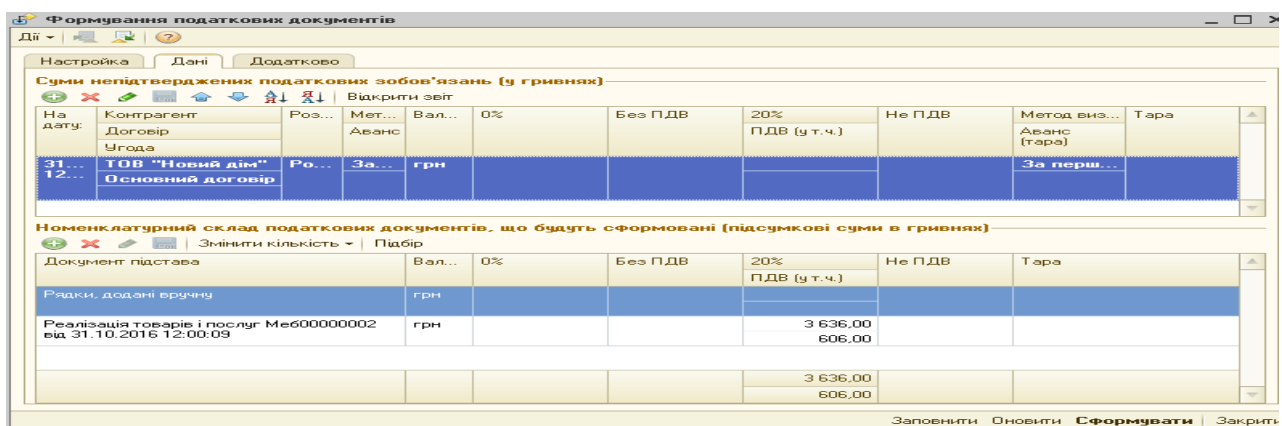 Формування податкових документів
Дії
Настройка Дані Додатково
Суми непідтверджених податкових зобов'язань (у гривнях)
Відкрити звіт
На дату: Контрагент Роз... Мет... Вал... 0% Без ПДВ 20% Не ПДВ Метод виз... Тара
Договір Аванс ПДВ (у т.ч.) Аванс (тара)
Угода
31... ТОВ "Новий дім" Ро... За... грн За перш...
12... Основний договір
Номенклатурний склад податкових документів, що будуть сформовані (підсумкові суми в гривнях)
Змінити кількість Підбір
Документ підстава Вал... 0% Без ПДВ 20% Не ПДВ Тара
ПДВ (у т.ч.)
Рядки, додані вручну грн
Реалізація товарів і послуг Меб00000002 грн 3 636,00
від 31.10.2016 12:00:09 606,00
3 636,00
606,00
Заповнити Оновити Сформувати Закрити